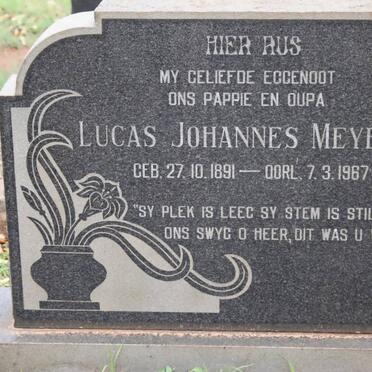 HIER RUS
MY GELIEFDE EGGENOOT
ONS PAPPIE EN OUPA
LUCAS JOHANNES MEYE
GEB. 27. 10. 1891 — OORL. 7. 3. 1967
"SY PLEK IS LEEG SY STEM IS STIL
ONS SWYG O HEER, DIT WAS U